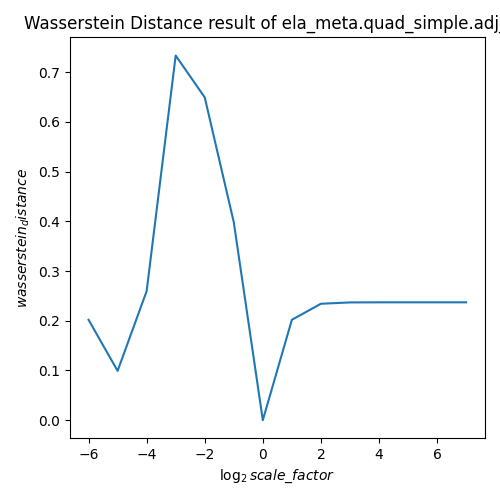 Wasserstein Distance result of ela_meta.quad_simple.adj_
0.7
0.6
0.5
0.4
0.3
0.2
0.1
0.0
wasserstein_distance
−6 −4 −2 0 2 4 6
log₂ scale_factor